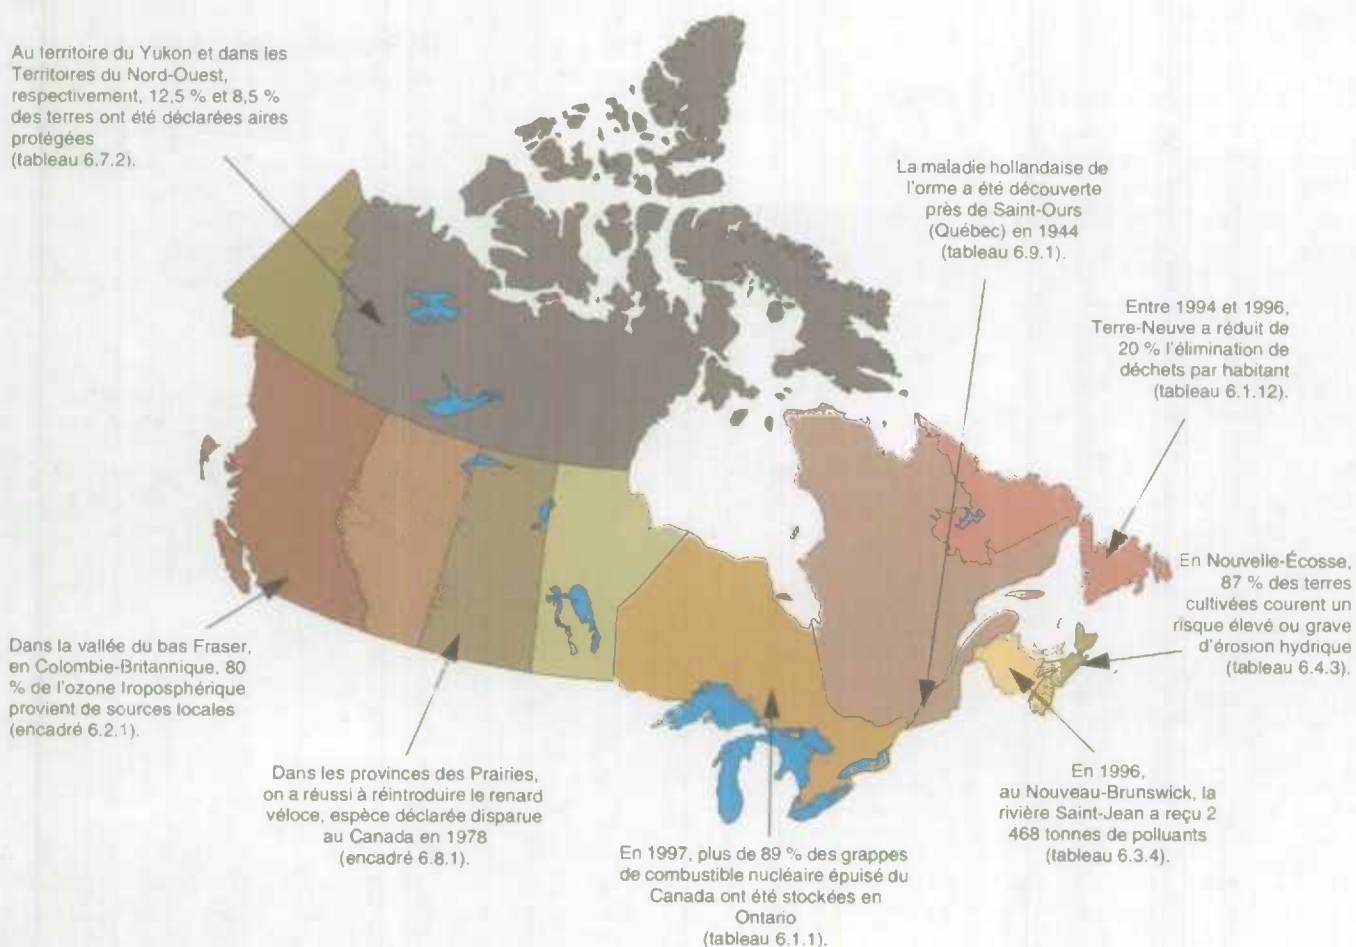 Au territoire du Yukon et dans les
Territoires du Nord-Ouest,
respectivement, 12,5 % et 8,5 %
des terres ont été déclarées aires
protégées
(tableau 6.7.2).
La maladie hollandaise de
l'orme a été découverte
près de Saint-Ours
(Québec) en 1944
(tableau 6.9.1).
Entre 1994 et 1996,
Terre-Neuve a réduit de
20 % l'élimination de
déchets par habitant
(tableau 6.1.12).
En Nouvelle-Écosse,
87 % des terres
cultivées courent un
risque élevé ou grave
d'érosion hydrique
(tableau 6.4.3).
Dans la vallée du bas Fraser,
en Colombie-Britannique, 80
% de l'ozone troposphérique
provient de sources locales
(encadré 6.2.1).
Dans les provinces des Prairies,
on a réussi à réintroduire le renard
véloce, espèce déclarée disparue
au Canada en 1978
(encadré 6.8.1).
En 1997, plus de 89 % des grappes
de combustible nucléaire épuisé du
Canada ont été stockées en
Ontario
(tableau 6.1.1).
En 1996,
au Nouveau-Brunswick, la
rivière Saint-Jean a reçu 2
468 tonnes de polluants
(tableau 6.3.4).